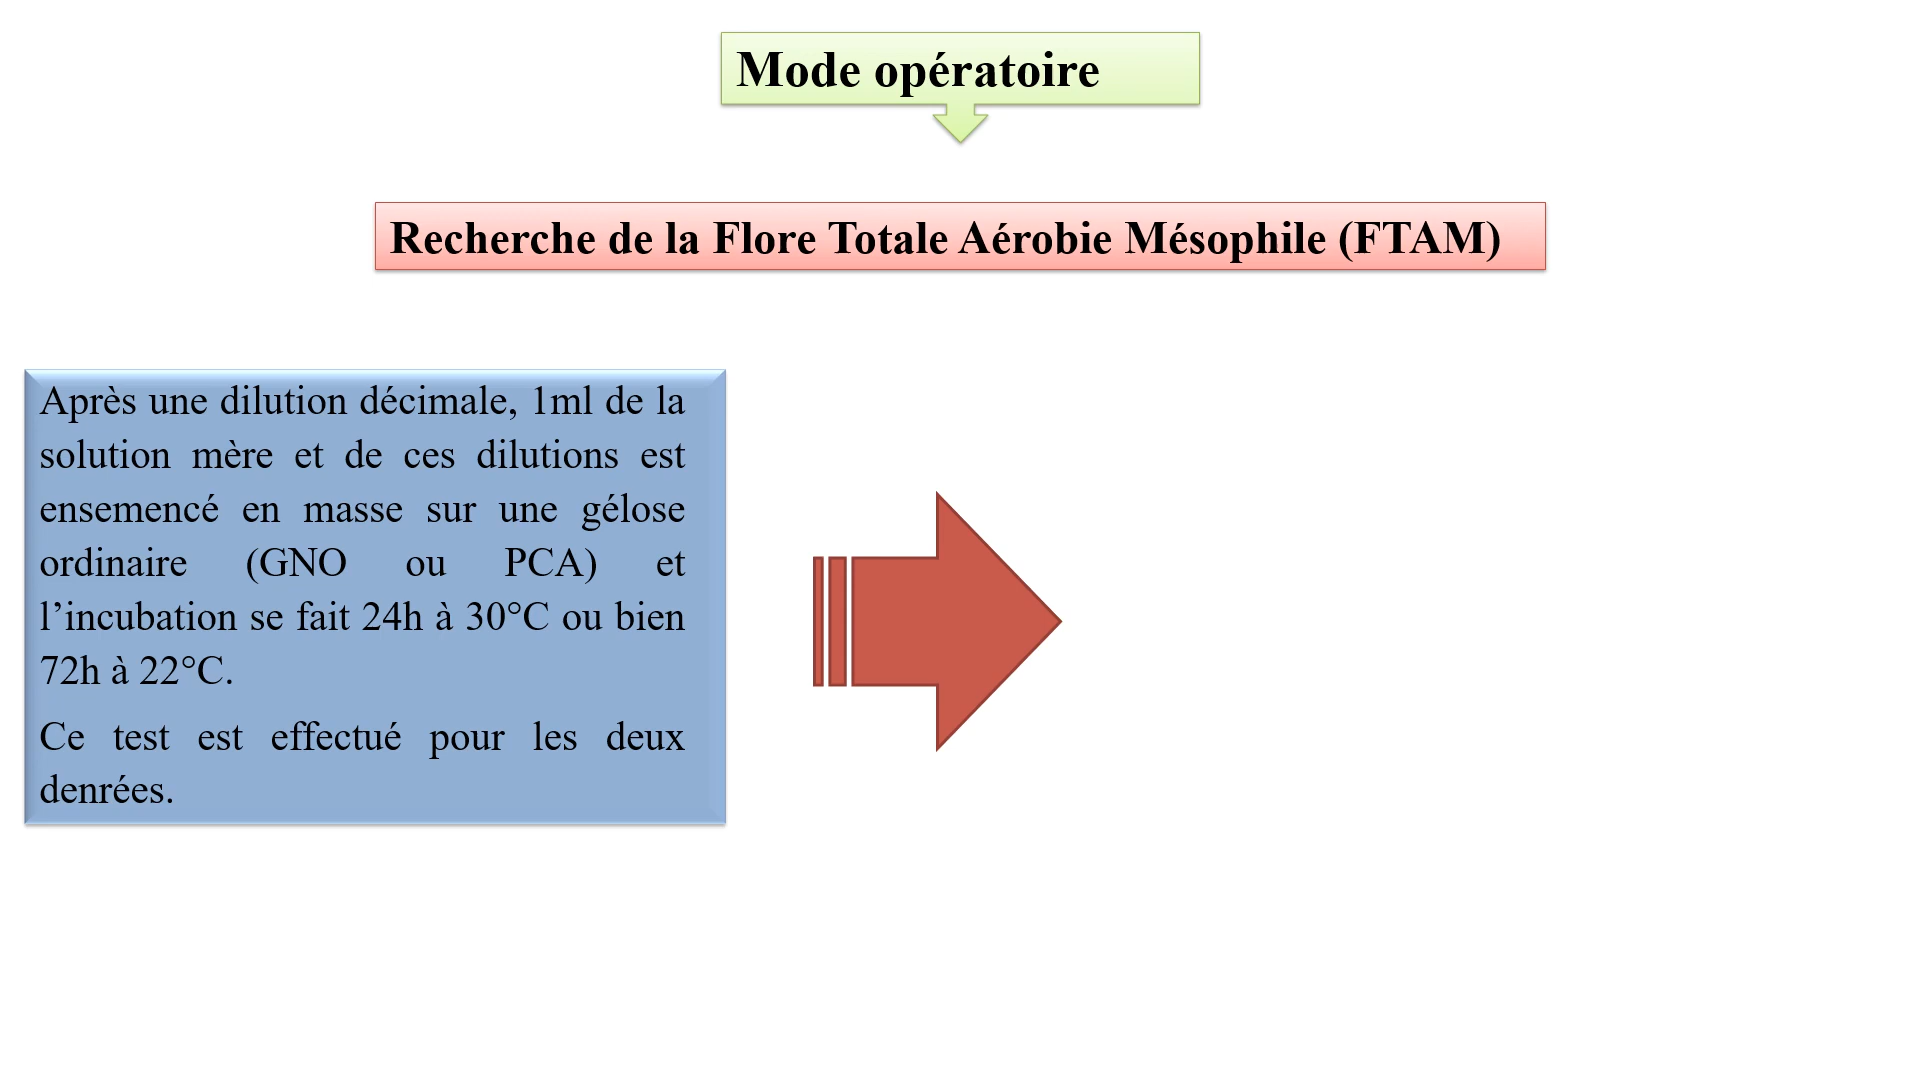 Mode opératoire
Recherche de la Flore Totale Aérobie Mésophile (FTAM)
Après une dilution décimale, 1ml de la
solution mère et de ces dilutions est
ensemencé en masse sur une gélose
ordinaire (GNO ou PCA) et
l’incubation se fait 24h à 30°C ou bien
72h à 22°C.
Ce test est effectué pour les deux
denrées.